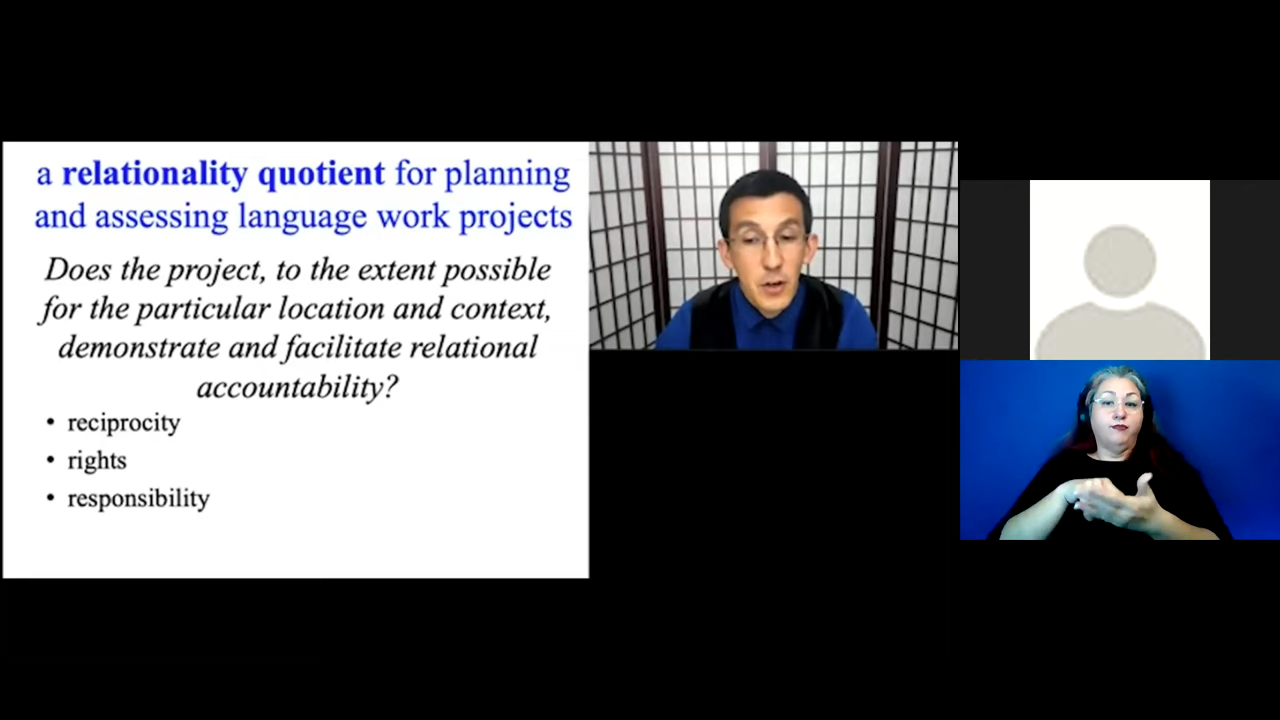 a relationality quotient for planning
and assessing language work projects
Does the project, to the extent possible
for the particular location and context,
demonstrate and facilitate relational
accountability?
• reciprocity
• rights
• responsibility